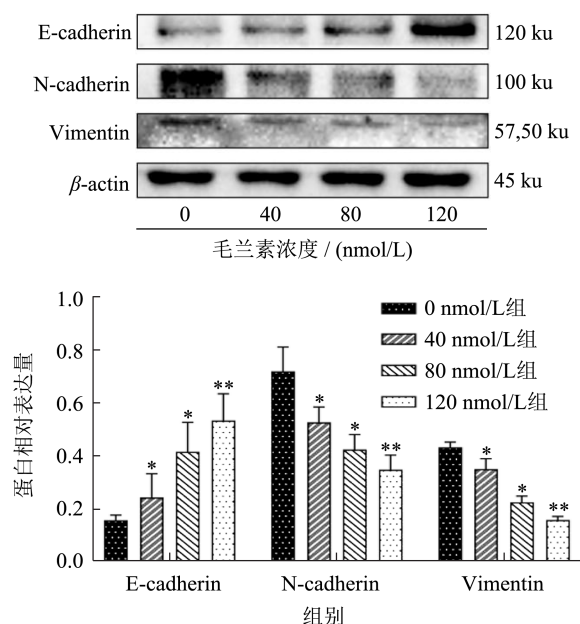 E-cadherin 120 ku
N-cadherin 100 ku
Vimentin 57,50 ku
β-actin 45 ku
0 40 80 120
毛兰素浓度 / (nmol/L)
1.0
0.8
0.6
0.4
0.2
0.0
蛋白相对表达量
0 nmol/L组
40 nmol/L组
80 nmol/L组
120 nmol/L组
* * **
* * **
* * **
E-cadherin N-cadherin Vimentin
组别